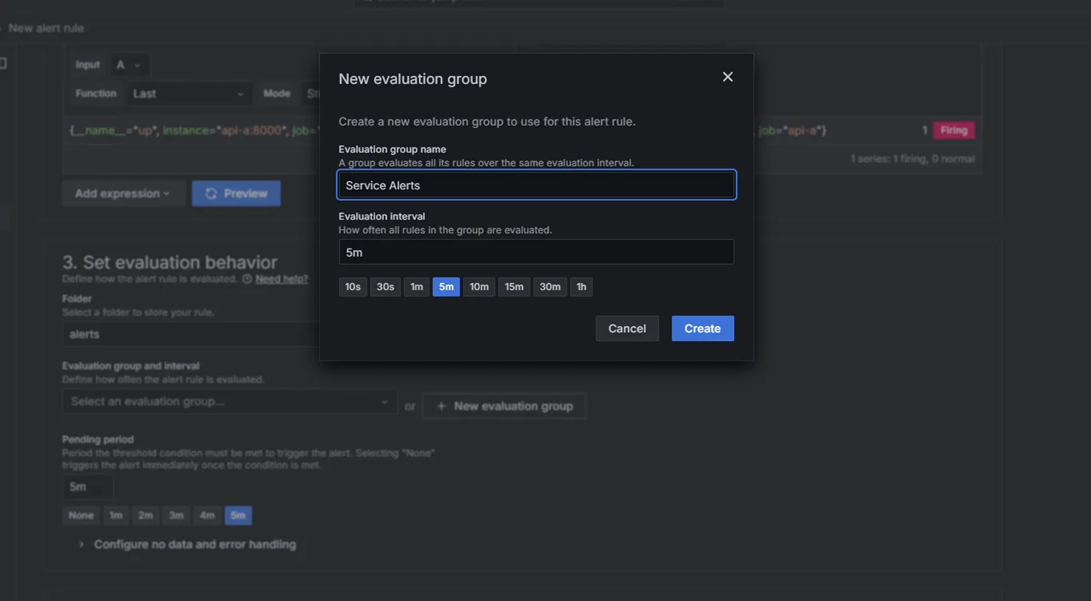 New alert rule
Input A
Function Last Mode
{__name__="up", instance="api-a:8000", job=" job="api-a"} 1 Firing
1 series: 1 firing, 0 normal
Add expression Preview
New evaluation group
Create a new evaluation group to use for this alert rule.
Evaluation group name
A group evaluates all its rules over the same evaluation interval.
Service Alerts
Evaluation interval
How often all rules in the group are evaluated.
5m
10s 30s 1m 5m 10m 15m 30m 1h
Cancel Create
3. Set evaluation behavior
Define how the alert rule is evaluated. Need help?
Folder
Select a folder to store your rule.
alerts
Evaluation group and interval
Define how often the alert rule is evaluated.
Select an evaluation group... or + New evaluation group
Pending period
Period the threshold condition must be met to trigger the alert. Selecting "None"
triggers the alert immediately once the condition is met.
5m
None 1m 2m 3m 4m 5m
Configure no data and error handling